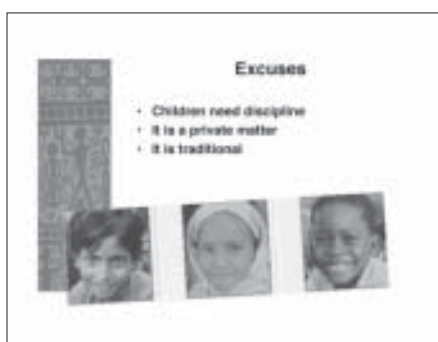 Excuses
• Children need discipline
• It is a private matter
• It is traditional